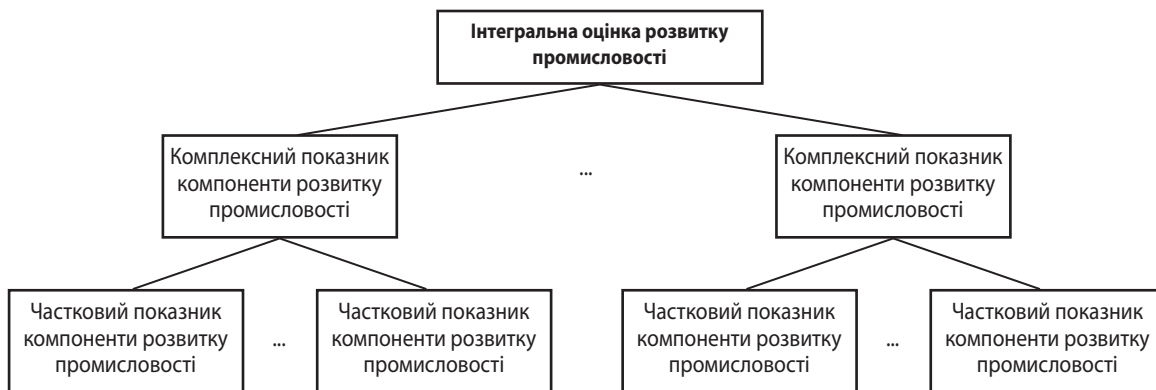 Інтегральна оцінка розвитку
промисловості
Комплексний показник
компоненти розвитку
промисловості
...
Комплексний показник
компоненти розвитку
промисловості
Частковий показник
компоненти розвитку
промисловості
...
Частковий показник
компоненти розвитку
промисловості
Частковий показник
компоненти розвитку
промисловості
...
Частковий показник
компоненти розвитку
промисловості